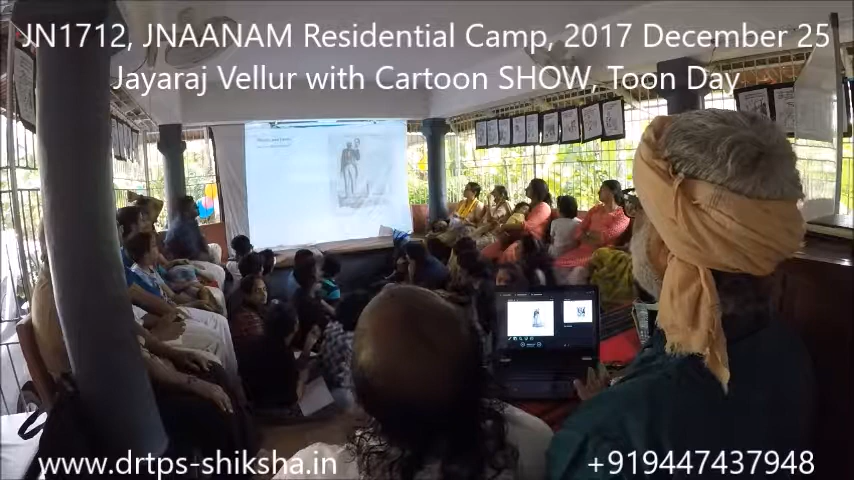 JN1712, JNAANAM Residential Camp, 2017 December 25
Jayaraj Vellur with Cartoon SHOW, Toon Day
www.drtps-shiksha.in
+919447437948